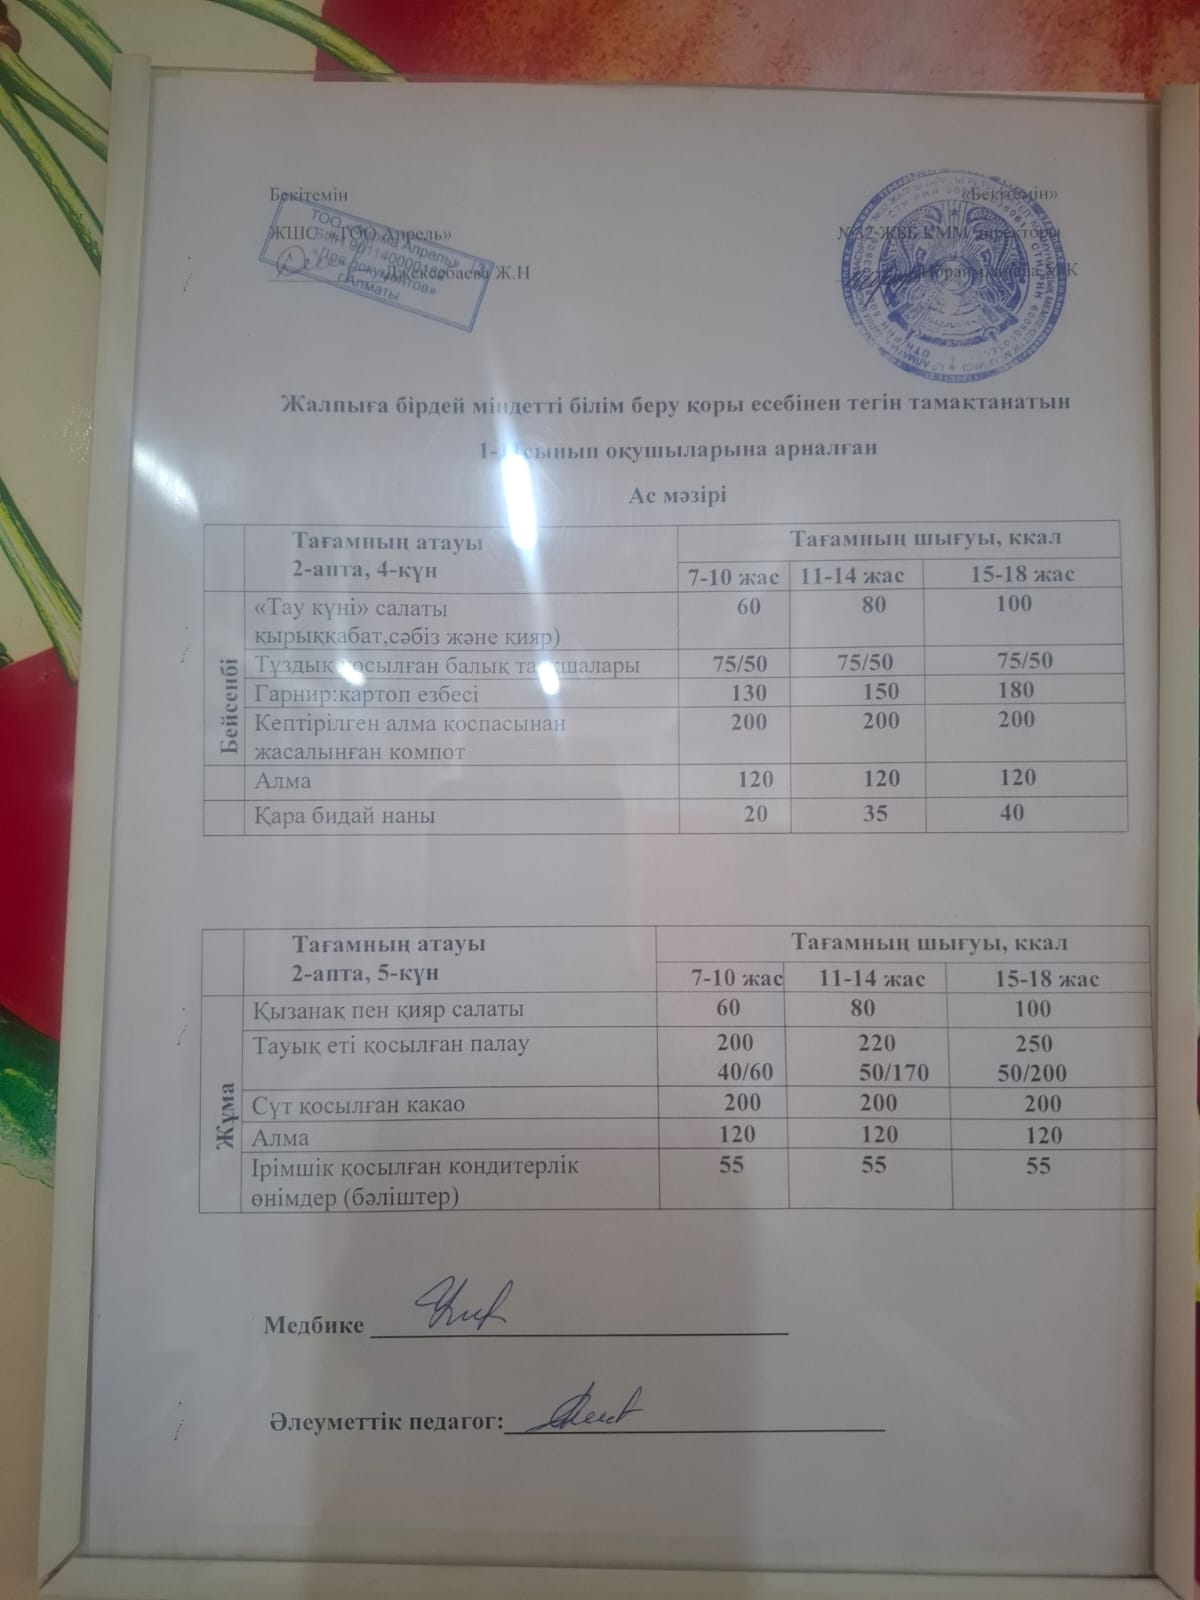 Бекітемін
«Бекітемін»
ЖШС «ТОО Апрель»
ЖББ КММ директоры
Джексебаева Ж.Н
Жалпыға бірдей міндетті білім беру қоры есебінен тегін тамақтанатын
сынып оқушыларына арналған
Ас мәзірі
Тағамның атауы Тағамның шығуы, ккал
2-апта, 4-күн 7-10 жас 11-14 жас 15-18 жас
Бейсенбі
«Тау күні» салаты 60 80 100
қырыққабат,сәбіз және қияр)
Тұздық қосылған балық 75/50 75/50 75/50
Гарнир:картоп езбесі 130 150 180
Кептірілген алма қоспасынан 200 200 200
жасалынған компот
Алма 120 120 120
Қара бидай наны 20 35 40
Тағамның атауы Тағамның шығуы, ккал
2-апта, 5-күн 7-10 жас 11-14 жас 15-18 жас
Жұма
Қызанақ пен қияр салаты 60 80 100
Тауық еті қосылған палау 200 220 250
40/60 50/170 50/200
Сүт қосылған какао 200 200 200
Алма 120 120 120
Ірімшік қосылған кондитерлік 55 55 55
өнімдер (бәліштер)
Медбике
Әлеуметтік педагог: